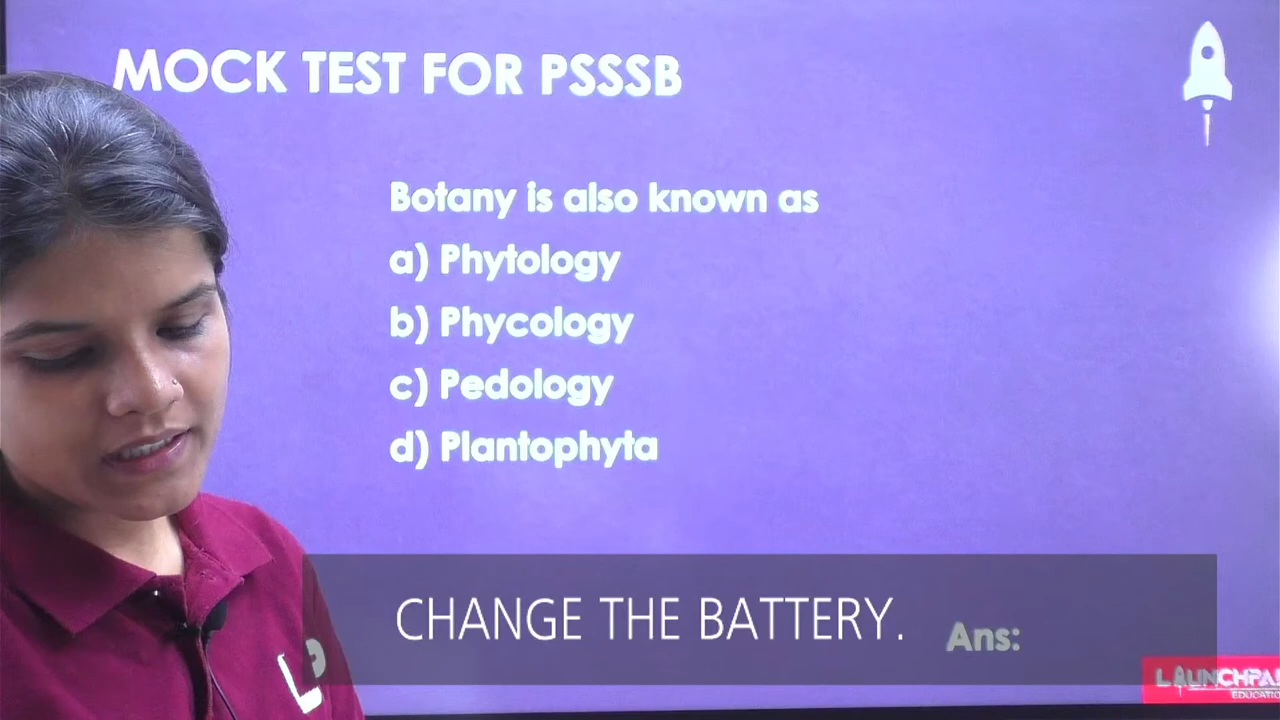 MOCK TEST FOR PSSSB
Botany is also known as
a) Phytology
b) Phycology
c) Pedology
d) Plantophyta
CHANGE THE BATTERY.
Ans: